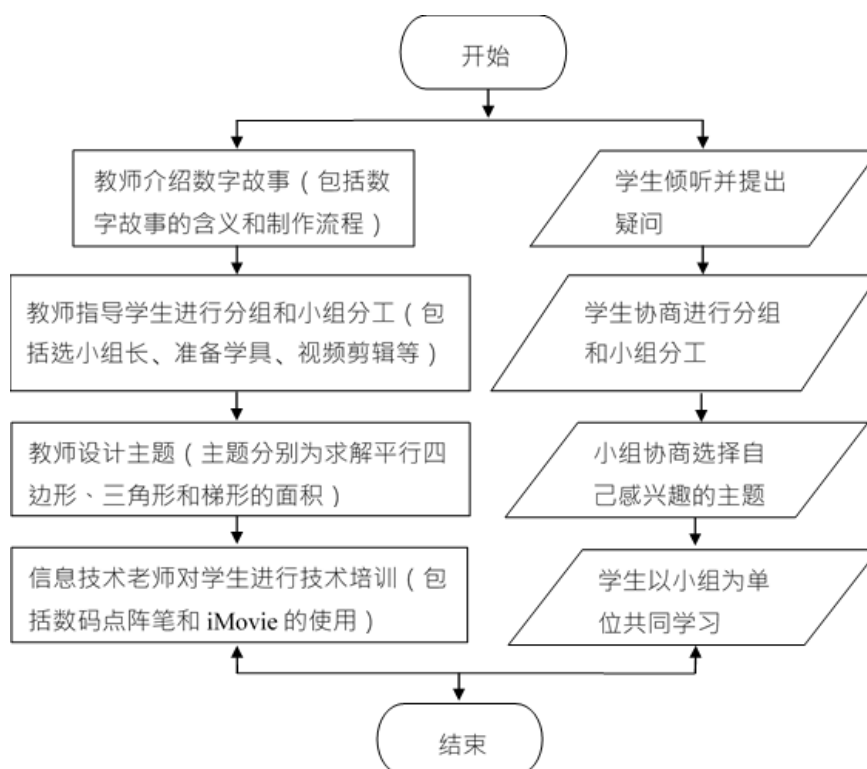 开始
教师介绍数字故事（包括数
字故事的含义和制作流程）
学生倾听并提出
疑问
教师指导学生进行分组和小组分工（包
括选小组长、准备学具、视频剪辑等）
学生协商进行分组
和小组分工
教师设计主题（主题分别为求解平行四
边形、三角形和梯形的面积）
小组协商选择自
己感兴趣的主题
信息技术老师对学生进行技术培训（包
括数码点阵笔和 iMovie 的使用）
学生以小组为单
位共同学习
结束